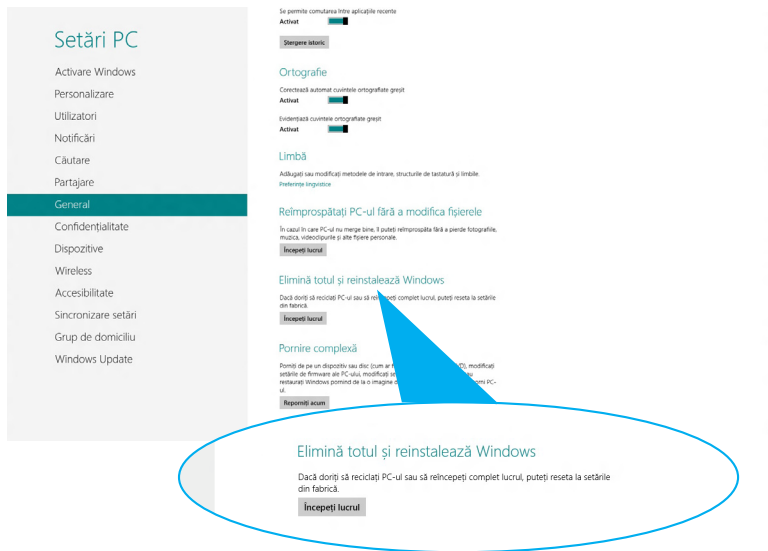 Setări PC
Activare Windows
Personalizare
Utilizatori
Notificări
Căutare
Partajare
General
Confidențialitate
Dispozitive
Wireless
Accesibilitate
Sincronizare setări
Grup de domiciliu
Windows Update
Se permite comutarea între aplicațiile recente
Activat
Ștergere istoric
Ortografie
Corectează automat cuvintele ortografiate greșit
Activat
Evidențiază cuvintele ortografiate greșit
Activat
Limbă
Adăugați sau modificați metodele de intrare, structurile de tastatură și limbile.
Preferințe lingvistice
Reîmprospătați PC-ul fără a modifica fișierele
În cazul în care PC-ul nu merge bine, îl puteți reîmprospăta fără a pierde fotografiile,
muzica, videoclipurile și alte fișiere personale.
Începeți lucrul
Elimină totul și reinstalează Windows
Dacă doriți să reciclați PC-ul sau să reîncepeți complet lucrul, puteți reseta la setările
din fabrică.
Începeți lucrul
Pornire complexă
Porniți de pe un dispozitiv sau disc (cum ar modificați
setările de firmware ale PC-ului, modificați
restaurați Windows pornind de la o imagine PC-
ul.
Reporniți acum
Elimină totul și reinstalează Windows
Dacă doriți să reciclați PC-ul sau să reîncepeți complet lucrul, puteți reseta la setările
din fabrică.
Începeți lucrul